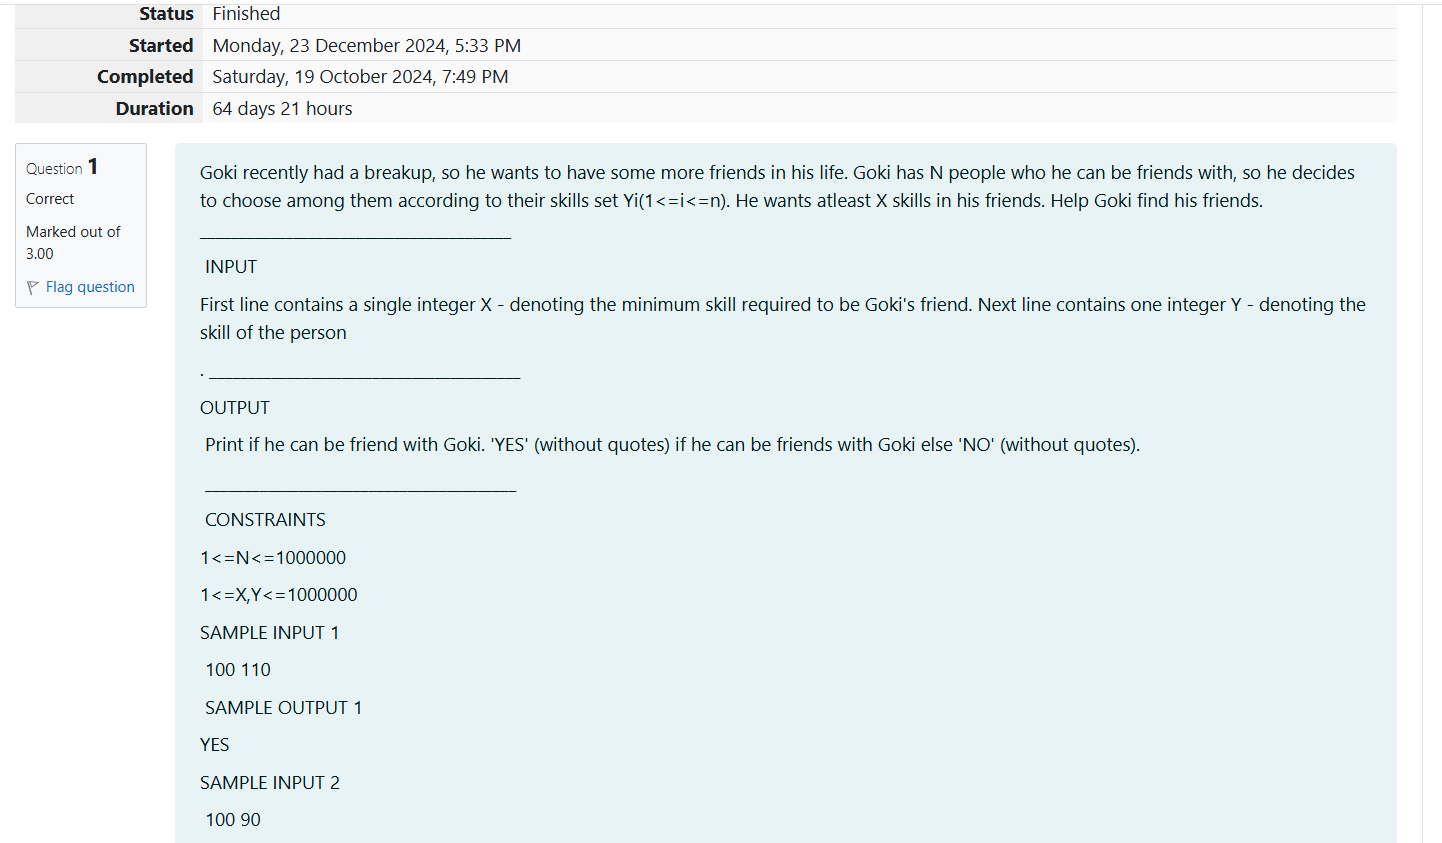 Status Finished
Started Monday, 23 December 2024, 5:33 PM
Completed Saturday, 19 October 2024, 7:49 PM
Duration 64 days 21 hours
Question 1
Correct
Marked out of
3.00
Flag question
Goki recently had a breakup, so he wants to have some more friends in his life. Goki has N people who he can be friends with, so he decides
to choose among them according to their skills set Yi(1<=i<=n). He wants atleast X skills in his friends. Help Goki find his friends.
________________________________________
INPUT
First line contains a single integer X - denoting the minimum skill required to be Goki's friend. Next line contains one integer Y - denoting the
skill of the person
. ________________________________________
OUTPUT
Print if he can be friend with Goki. 'YES' (without quotes) if he can be friends with Goki else 'NO' (without quotes).
________________________________________
CONSTRAINTS
1<=N<=1000000
1<=X,Y<=1000000
SAMPLE INPUT 1
100 110
SAMPLE OUTPUT 1
YES
SAMPLE INPUT 2
100 90